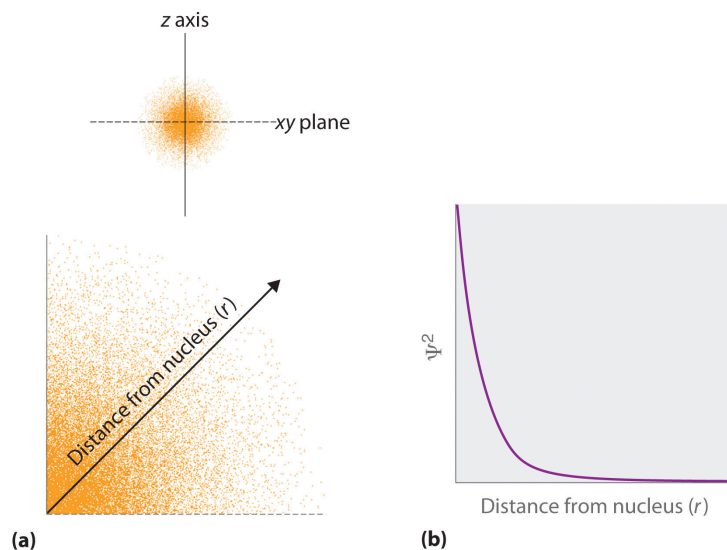 z axis
xy plane
Distance from nucleus (r)
(a)
Ψ²
Distance from nucleus (r)
(b)